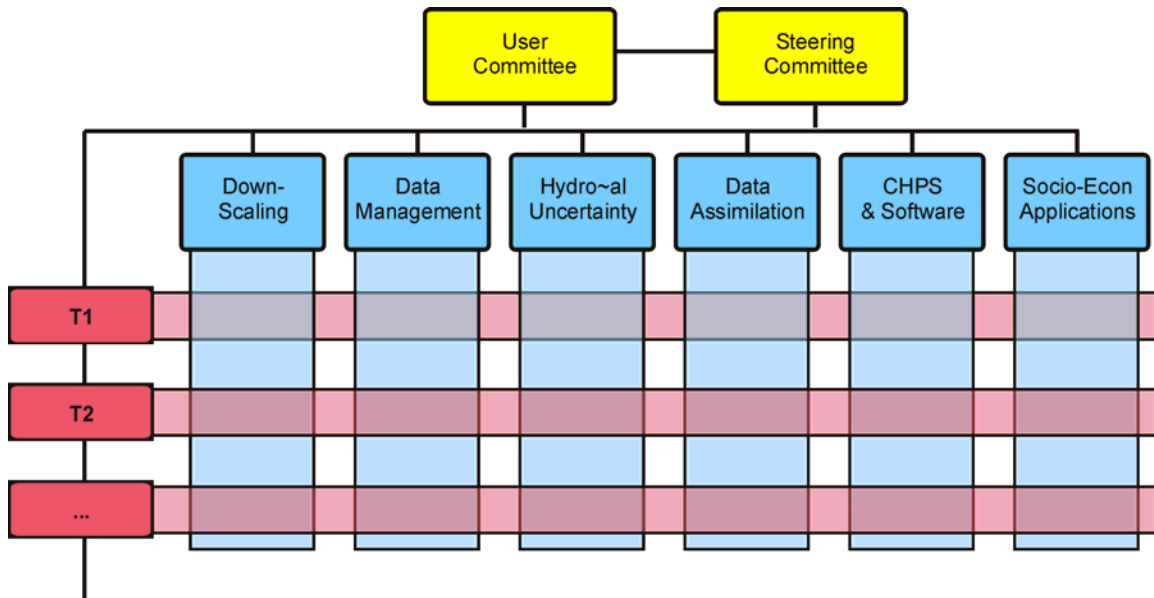 User
Committee
Steering
Committee
Down-
Scaling
Data
Management
Hydro~al
Uncertainty
Data
Assimilation
CHPS
& Software
Socio-Econ
Applications
T1
T2
...